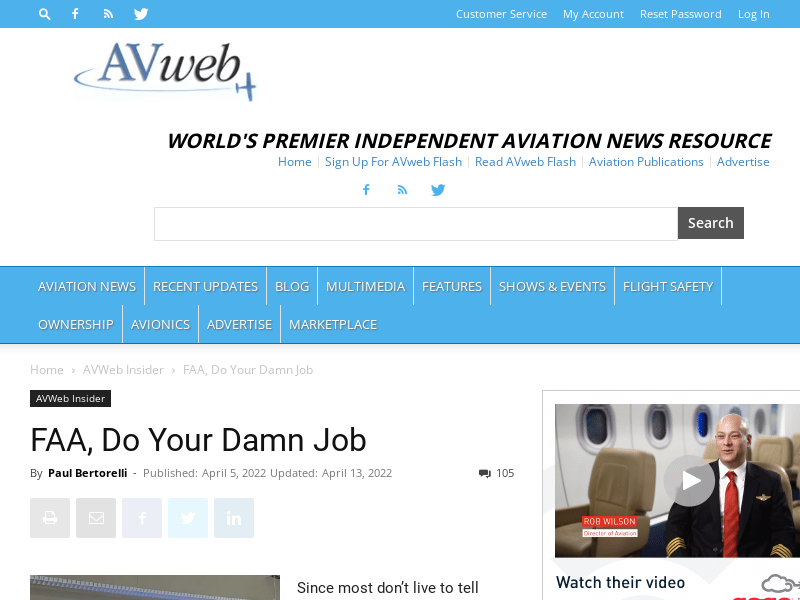 Customer Service My Account Reset Password Log In
AVweb
WORLD'S PREMIER INDEPENDENT AVIATION NEWS RESOURCE
Home Sign Up For AVweb Flash Read AVweb Flash Aviation Publications Advertise
Search
AVIATION NEWS RECENT UPDATES BLOG MULTIMEDIA FEATURES SHOWS & EVENTS FLIGHT SAFETY
OWNERSHIP AVIONICS ADVERTISE MARKETPLACE
Home › AVWeb Insider › FAA, Do Your Damn Job
AVWeb Insider
FAA, Do Your Damn Job
By Paul Bertorelli - Published: April 5, 2022 Updated: April 13, 2022 105
Since most don't live to tell
ROB WILSON
Director of Aviation
Watch their video